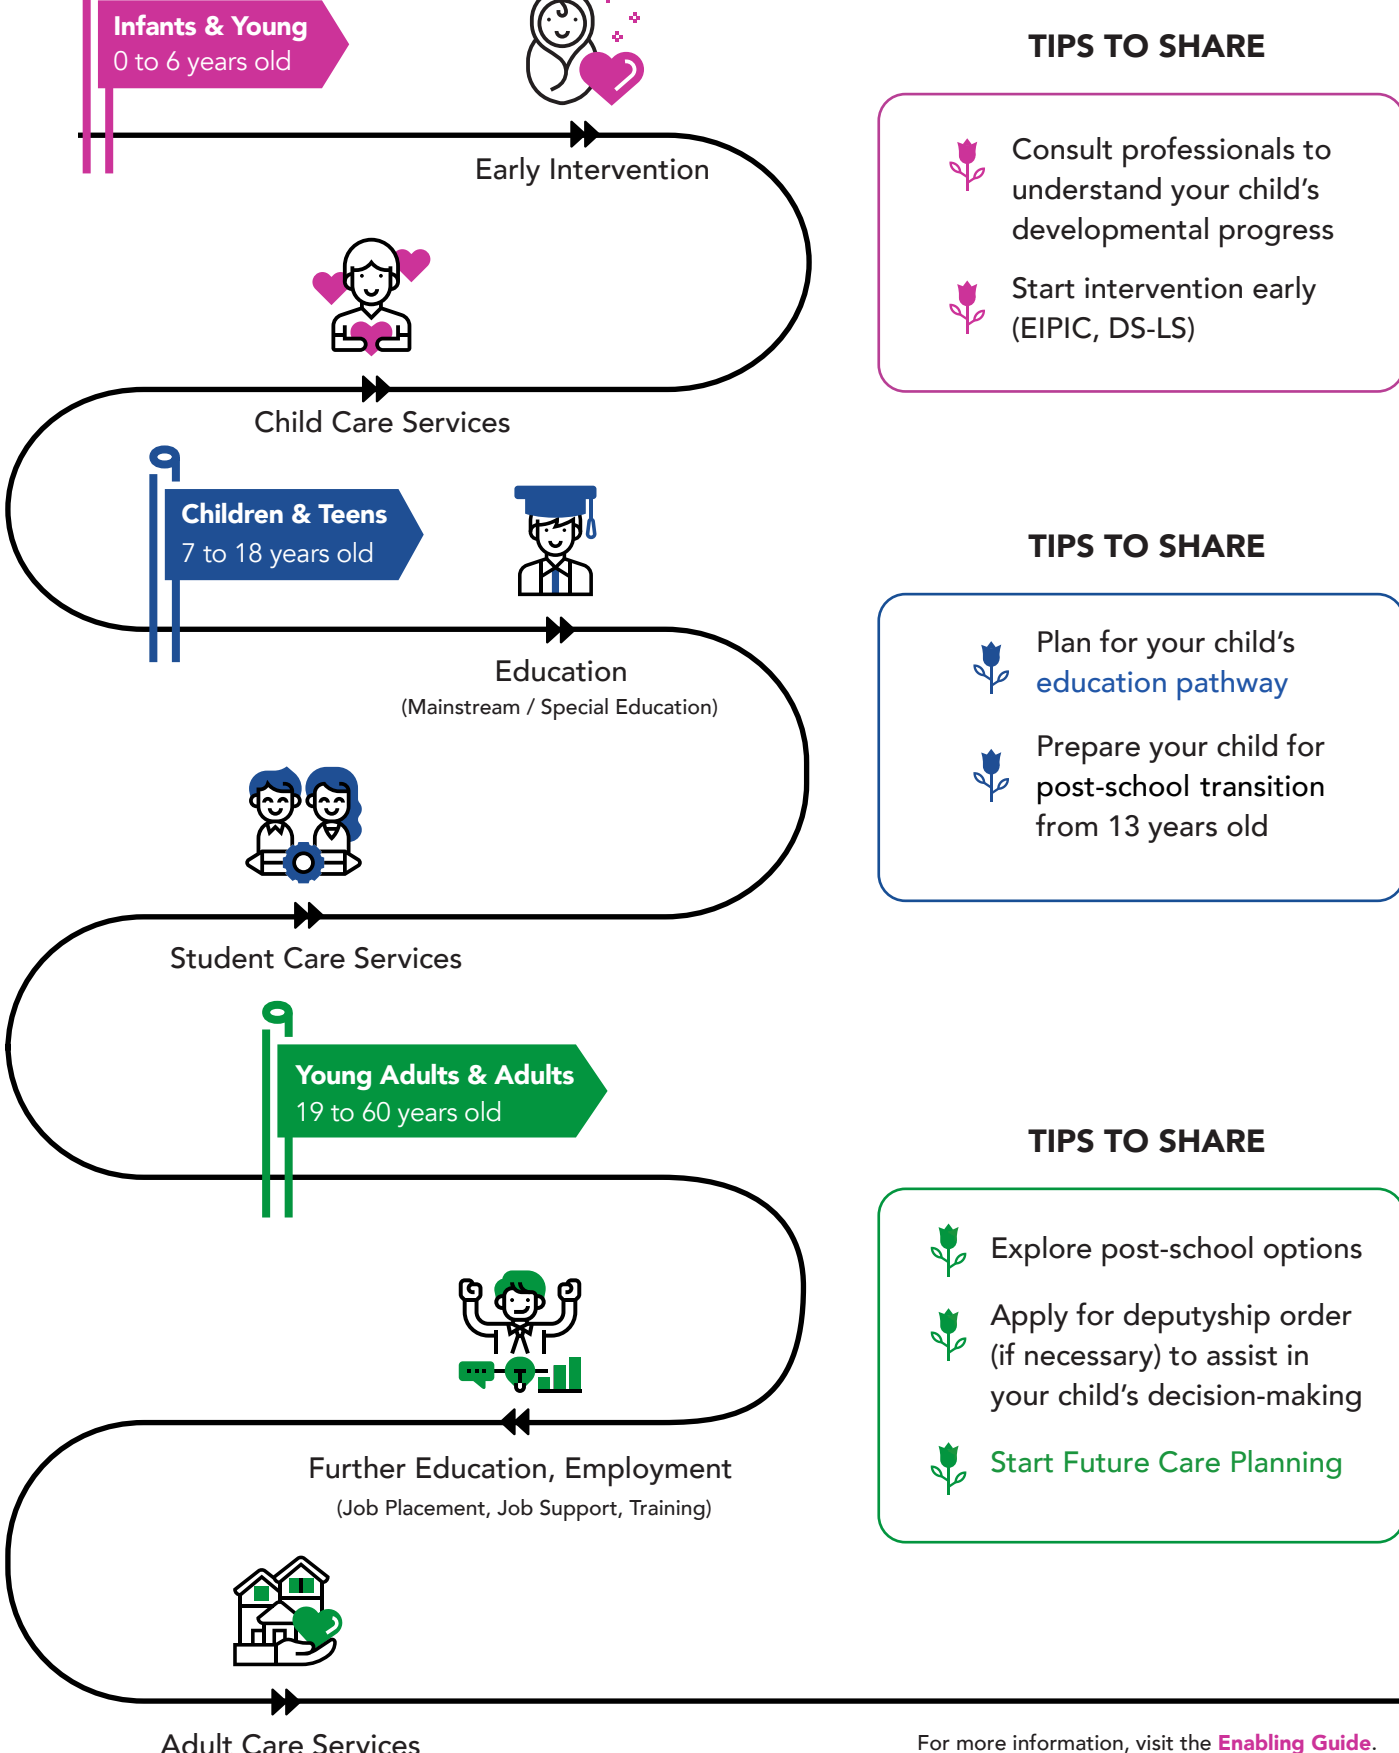 Infants & Young
0 to 6 years old
Early Intervention
TIPS TO SHARE
Consult professionals to
understand your child’s
developmental progress
Start intervention early
(EIPIC, DS-LS)
Child Care Services
Children & Teens
7 to 18 years old
Education
(Mainstream / Special Education)
TIPS TO SHARE
Plan for your child’s
education pathway
Prepare your child for
post-school transition
from 13 years old
Student Care Services
Young Adults & Adults
19 to 60 years old
TIPS TO SHARE
Explore post-school options
Apply for deputyship order
(if necessary) to assist in
your child’s decision-making
Start Future Care Planning
Further Education, Employment
(Job Placement, Job Support, Training)
Adult Care Services
For more information, visit the Enabling Guide.